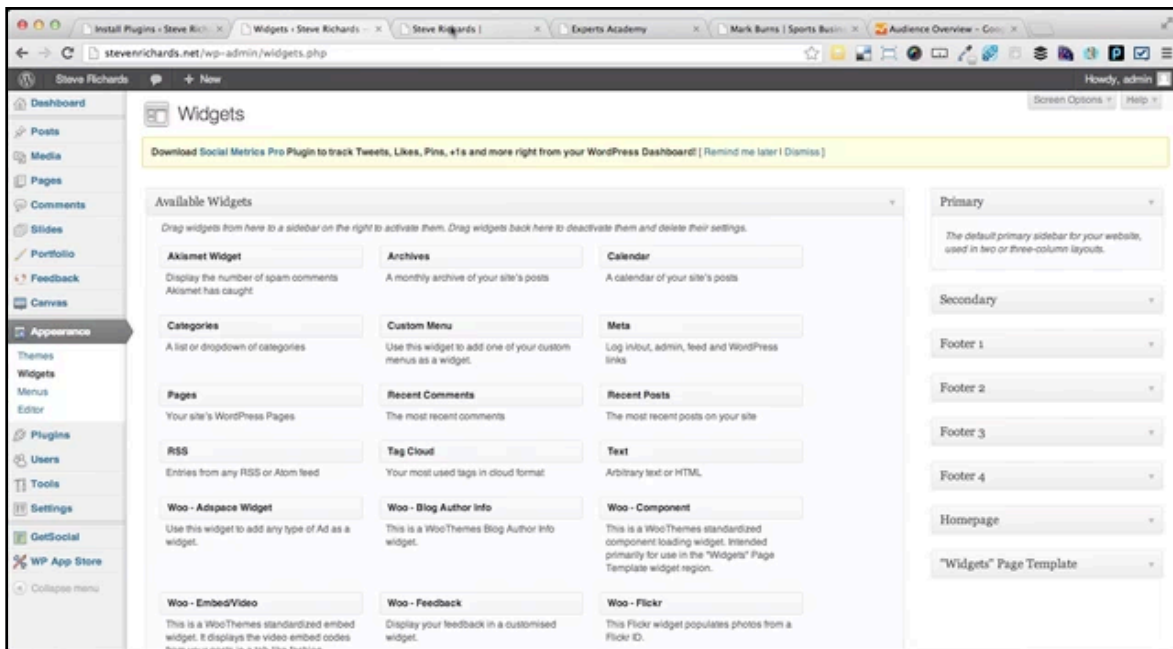 Install Plugins ‹ Steve Rich
Widgets ‹ Steve Richards
Steve Richards |
Experts Academy
Mark Burns | Sports Busin
Audience Overview - Goog
stevenrichards.net/wp-admin/widgets.php
Steve Richards
+ New
Howdy, admin
Screen Options
Help
Dashboard
Posts
Media
Pages
Comments
Slides
Portfolio
Feedback
Canvas
Appearance
Themes
Widgets
Menus
Editor
Plugins
Users
Tools
Settings
GetSocial
WP App Store
Collapse menu
Widgets
Download Social Metrics Pro Plugin to track Tweets, Likes, Pins, +1s and more right from your WordPress Dashboard! [ Remind me later | Dismiss ]
Available Widgets
Drag widgets from here to a sidebar on the right to activate them. Drag widgets back here to deactivate them and delete their settings.
Akismet Widget
Display the number of spam comments
Akismet has caught
Archives
A monthly archive of your site's posts
Calendar
A calendar of your site's posts
Categories
A list or dropdown of categories
Custom Menu
Use this widget to add one of your custom
menus as a widget.
Meta
Log in/out, admin, feed and WordPress
links
Pages
Your site's WordPress Pages
Recent Comments
The most recent comments
Recent Posts
The most recent posts on your site
RSS
Entries from any RSS or Atom feed
Tag Cloud
Your most used tags in cloud format
Text
Arbitrary text or HTML
Woo - Adspace Widget
Use this widget to add any type of Ad as a
widget.
Woo - Blog Author Info
This is a WooThemes Blog Author Info
widget.
Woo - Component
This is a WooThemes standardized
component loading widget. Intended
primarily for use in the "Widgets" Page
Template widget region.
Woo - Embed/Video
This is a WooThemes standardized embed
widget. It displays the video embed codes
from your posts in a tab-like fashion.
Woo - Feedback
Display your feedback in a customised
widget.
Woo - Flickr
This Flickr widget populates photos from a
Flickr ID.
Primary
The default primary sidebar for your website,
used in two or three-column layouts.
Secondary
Footer 1
Footer 2
Footer 3
Footer 4
Homepage
"Widgets" Page Template